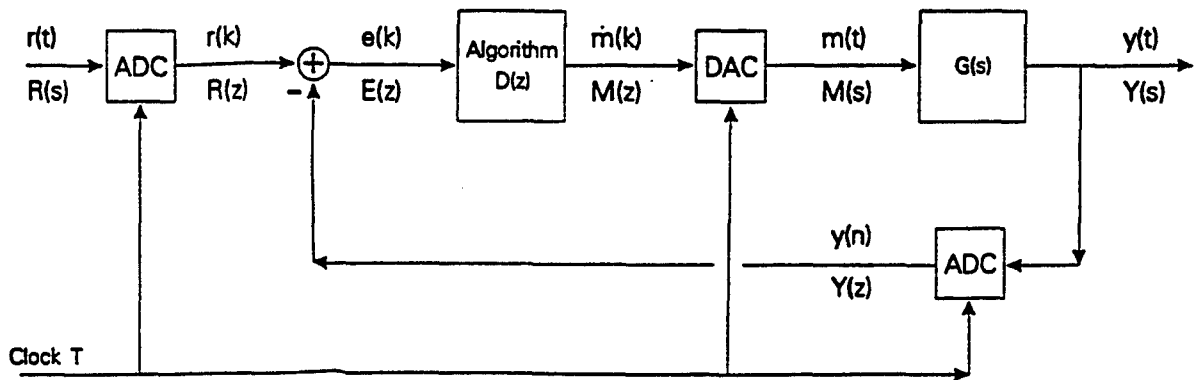 r(t)
R(s)
ADC
r(k)
R(z)
+
-
e(k)
E(z)
Algorithm
D(z)
ṁ(k)
M(z)
DAC
m(t)
M(s)
G(s)
y(t)
Y(s)
y(n)
Y(z)
ADC
Clock T